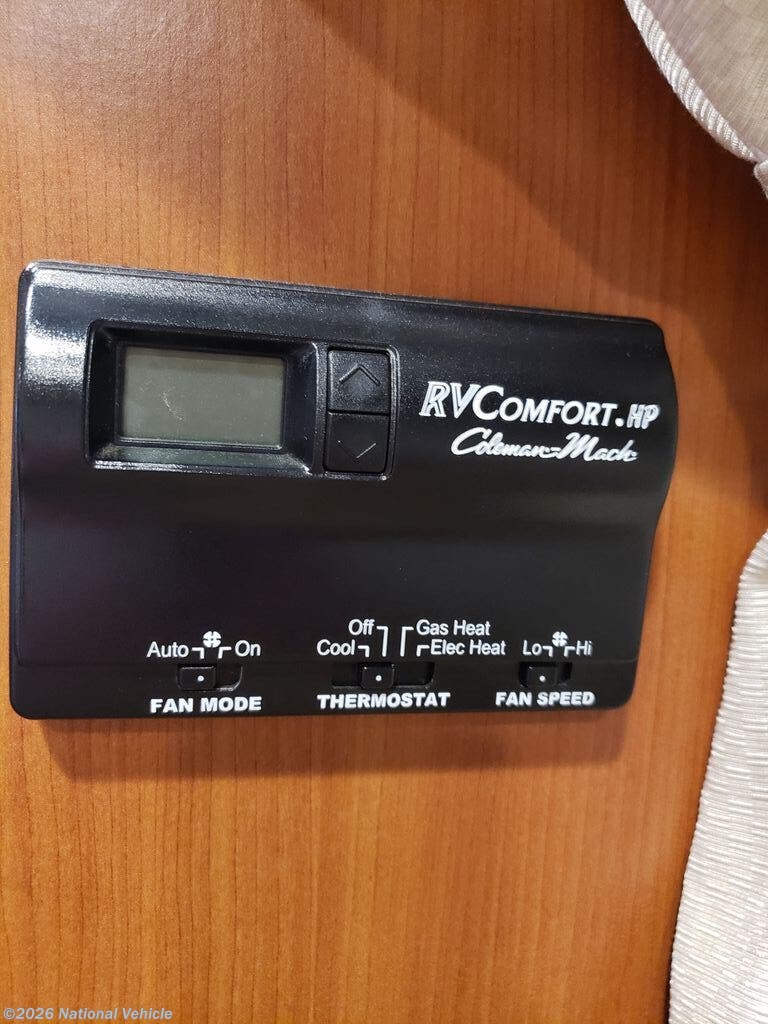 RVCOMFORT.HP
Coleman-Mach
Off Gas Heat
Auto On Cool Elec Heat Lo Hi
FAN MODE THERMOSTAT FAN SPEED
©2026 National Vehicle